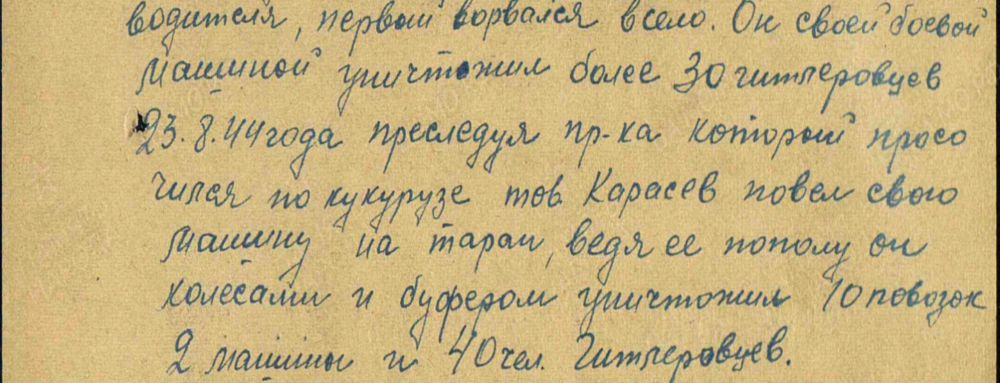 водителя, первый ворвался в село. Он своей боевой
машиной уничтожил более 30 гитлеровцев
23.8.44 года преследуя пр-ка который просо
чился по кукурузе тов. Карасев повел свою
машину на таран, ведя ее по полу он
колесами и буфером уничтожил 10 повозок
2 машины и 40 чел. Гитлеровцев.